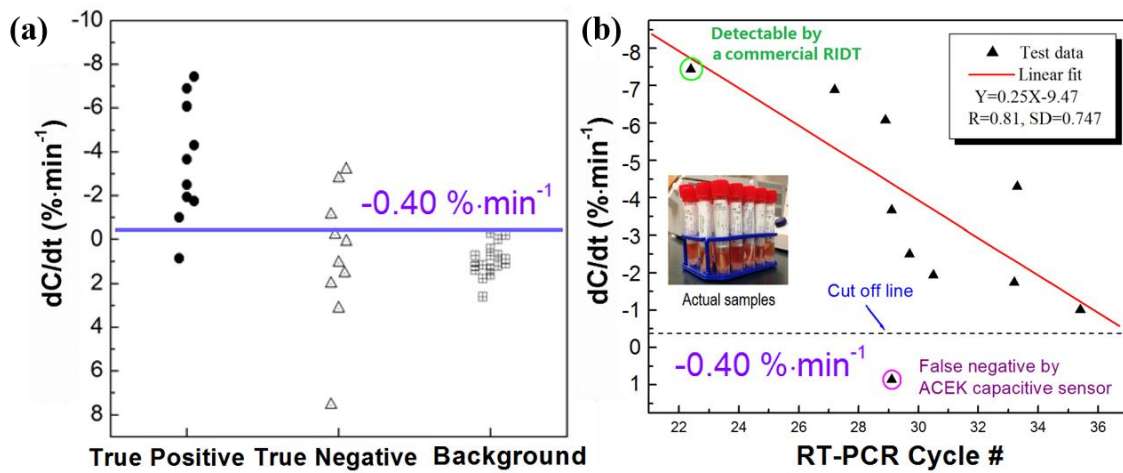 (a)
-10
-8
-6
-4
-2
0
2
4
6
8
dC/dt (%·min⁻¹)
-0.40 %·min⁻¹
True Positive
True Negative
Background
(b)
-8
-7
-6
-5
-4
-3
-2
-1
0
1
dC/dt (%·min⁻¹)
Detectable by
a commercial RIDT
Test data
Linear fit
Y=0.25X-9.47
R=0.81, SD=0.747
Actual samples
Cut off line
-0.40 %·min⁻¹
False negative by
ACEK capacitive sensor
22
24
26
28
30
32
34
36
RT-PCR Cycle #